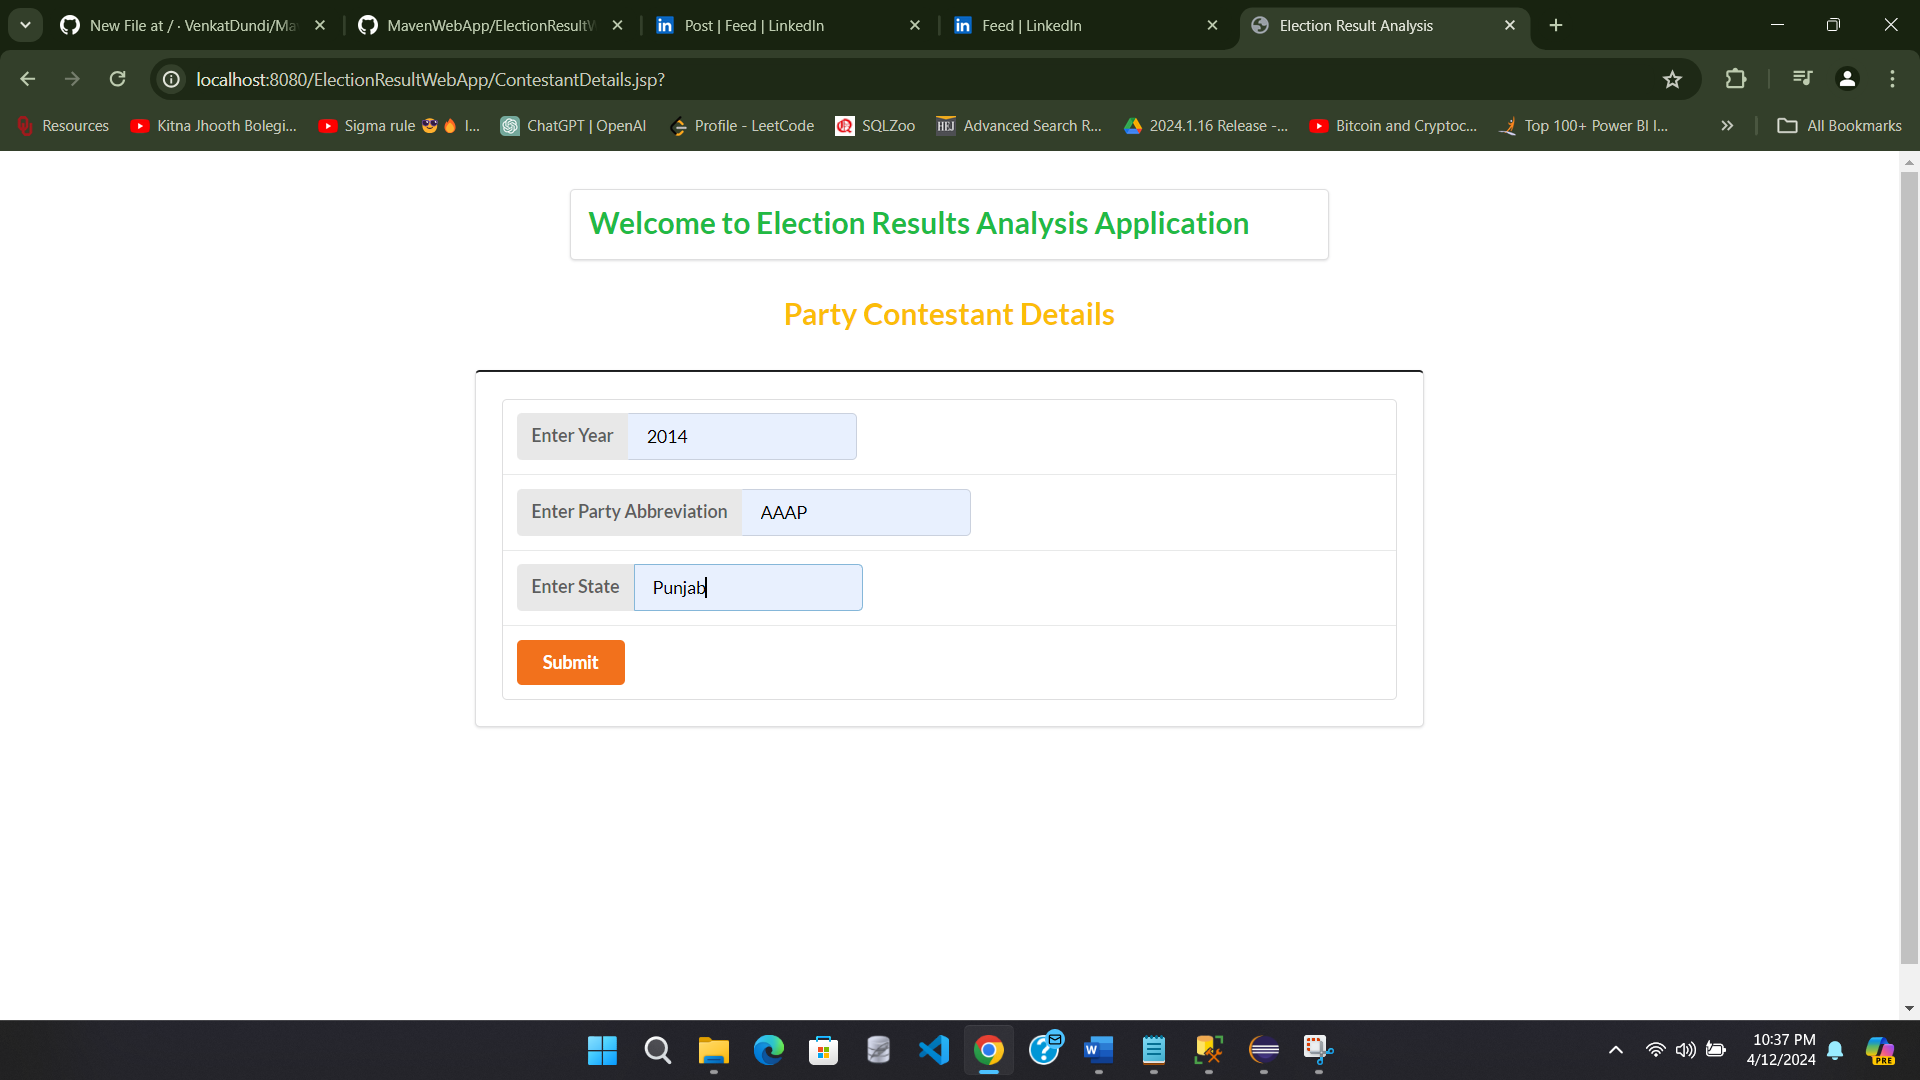 New File at / · VenkatDundi/Ma
MavenWebApp/ElectionResultW
Post | Feed | LinkedIn
Feed | LinkedIn
Election Result Analysis
localhost:8080/ElectionResultWebApp/ContestantDetails.jsp?
Resources
Kitna Jhooth Bolegi...
Sigma rule 😎🔥 I...
ChatGPT | OpenAI
Profile - LeetCode
SQLZoo
HEJ
Advanced Search R...
2024.1.16 Release -...
Bitcoin and Cryptoc...
Top 100+ Power BI I...
All Bookmarks
Welcome to Election Results Analysis Application
Party Contestant Details
Enter Year 2014
Enter Party Abbreviation AAAP
Enter State Punjab
Submit
10:37 PM
4/12/2024
PRE